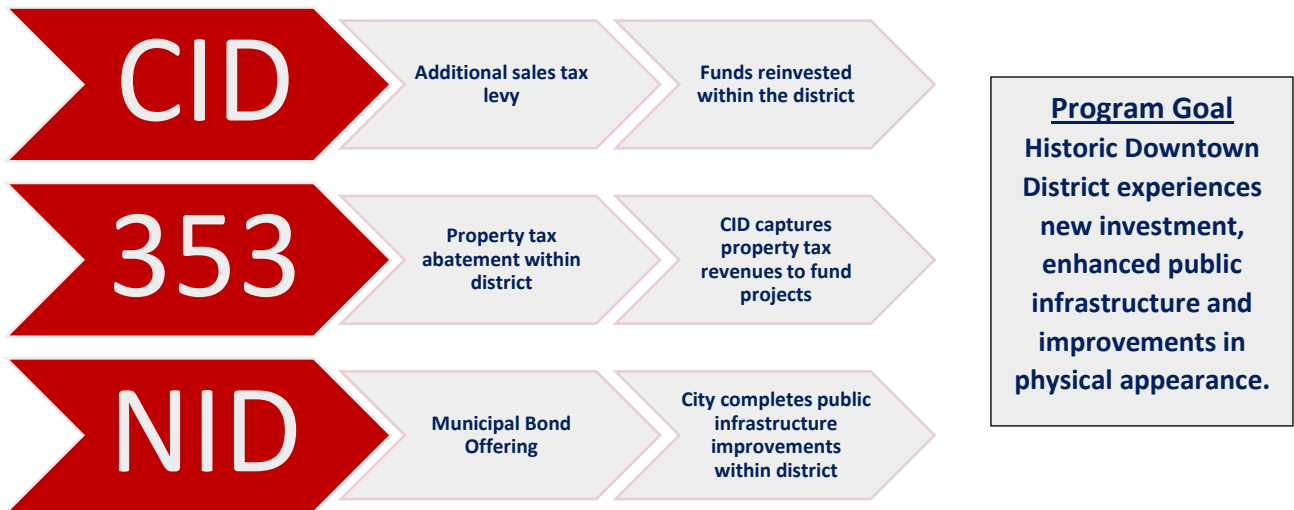 CID
Additional sales tax
levy
Funds reinvested
within the district
353
Property tax
abatement within
district
CID captures
property tax
revenues to fund
projects
NID
Municipal Bond
Offering
City completes public
infrastructure
improvements
within district
Program Goal
Historic Downtown
District experiences
new investment,
enhanced public
infrastructure and
improvements in
physical appearance.